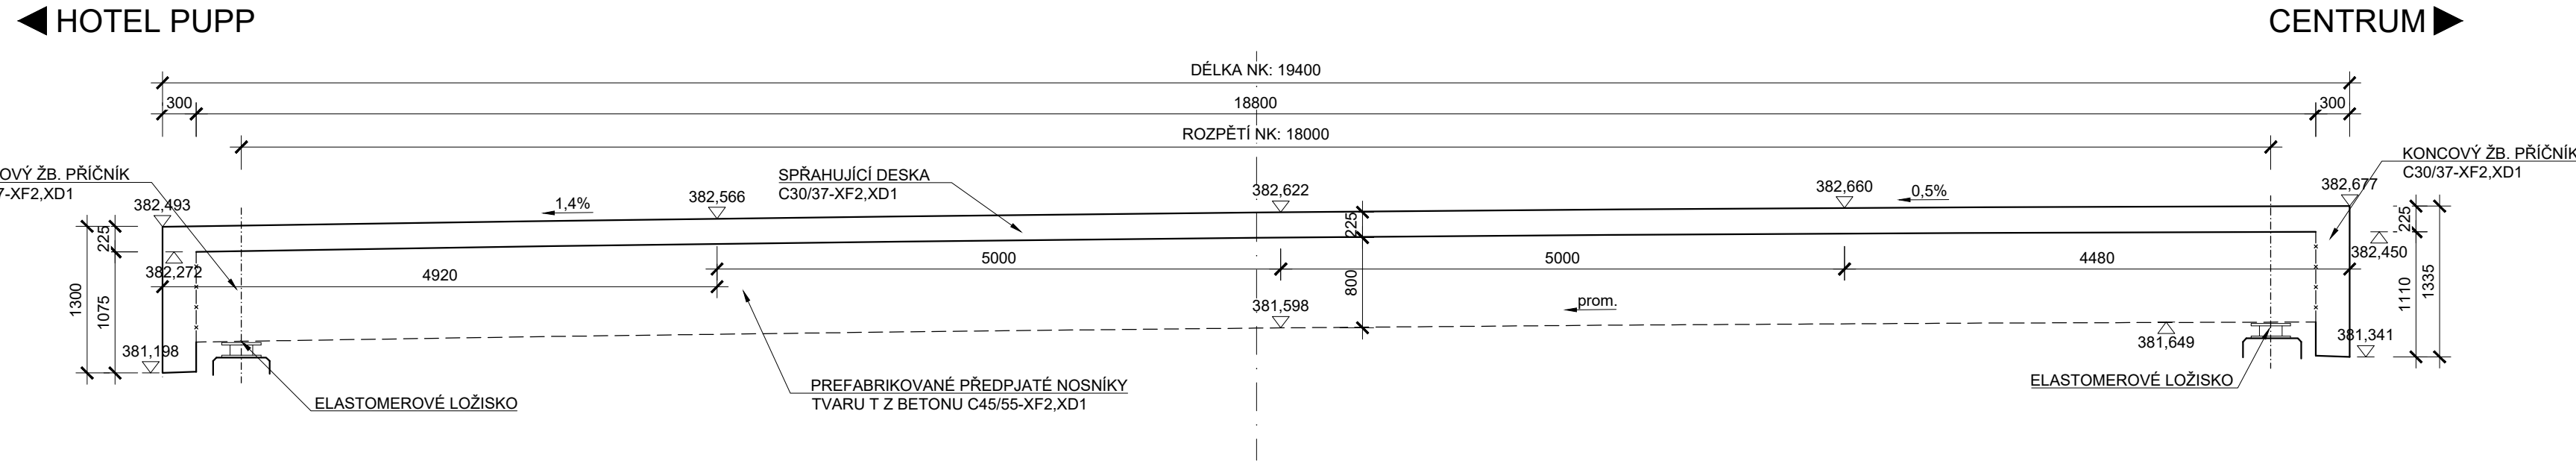 HOTEL PUPP
CENTRUM
DÉLKA NK: 19400
300
18800
300
ROZPĚTÍ NK: 18000
OVÝ ŽB. PŘÍČNÍK
7-XF2,XD1
SPŘAHUJÍCÍ DESKA
C30/37-XF2,XD1
KONCOVÝ ŽB. PŘÍČNÍK
C30/37-XF2,XD1
382,493
1,4%
382,566
382,622
382,660
0,5%
382,677
225
225
225
382,272
4920
5000
5000
4480
382,450
1300
1075
800
1110
1335
381,598
prom.
381,198
381,649
381,341
ELASTOMEROVÉ LOŽISKO
PREFABRIKOVANÉ PŘEDPJATÉ NOSNÍKY
TVARU T Z BETONU C45/55-XF2,XD1
ELASTOMEROVÉ LOŽISKO